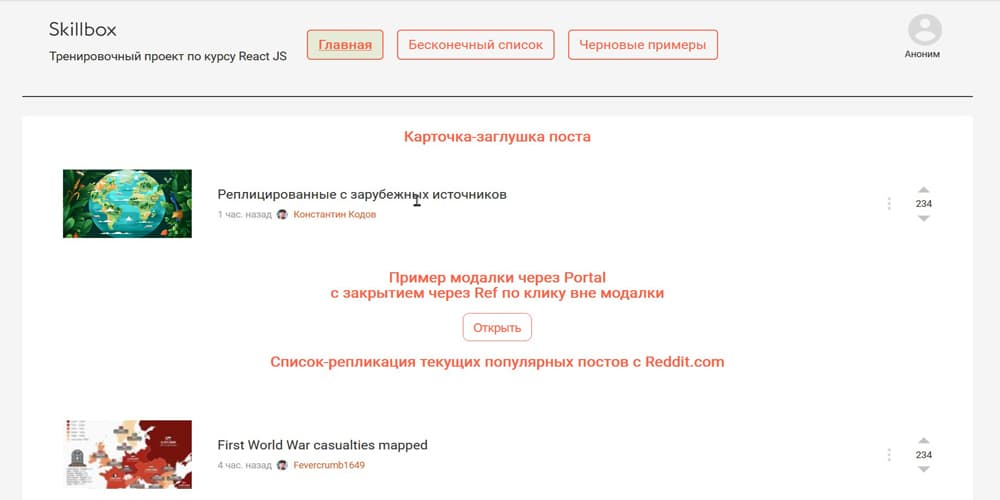 Skillbox
Тренировочный проект по курсу React JS
Главная
Бесконечный список
Черновые примеры
Аноним
Карточка-заглушка поста
Реплицированные с зарубежных источников
1 час. назад Константин Кодов
234
Пример модалки через Portal
с закрытием через Ref по клику вне модалки
Открыть
Список-репликация текущих популярных постов с Reddit.com
First World War casualties mapped
4 час. назад Fevercrumb1649
234